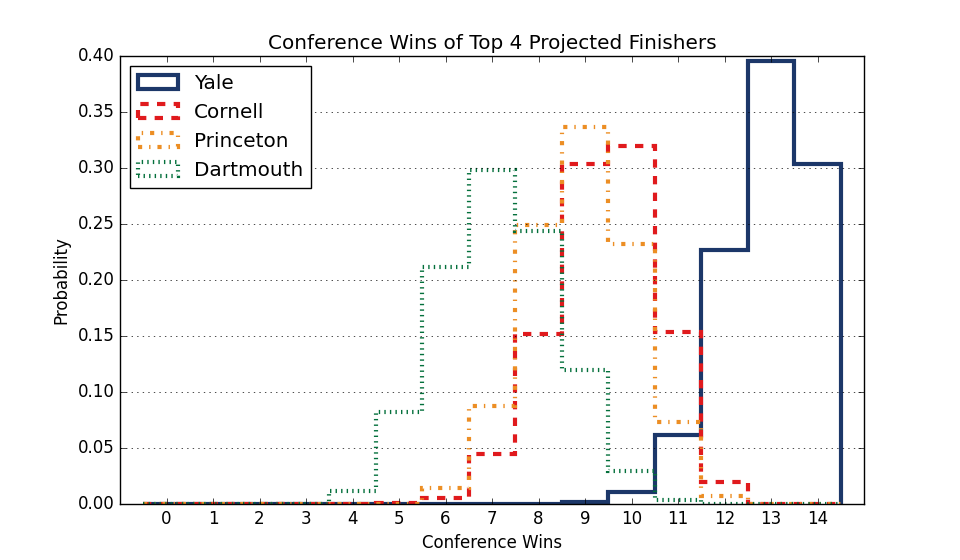 Conference Wins of Top 4 Projected Finishers
0.40
0.35
0.30
0.25
0.20
0.15
0.10
0.05
0.00
Probability
Yale
Cornell
Princeton
Dartmouth
0 1 2 3 4 5 6 7 8 9 10 11 12 13 14
Conference Wins